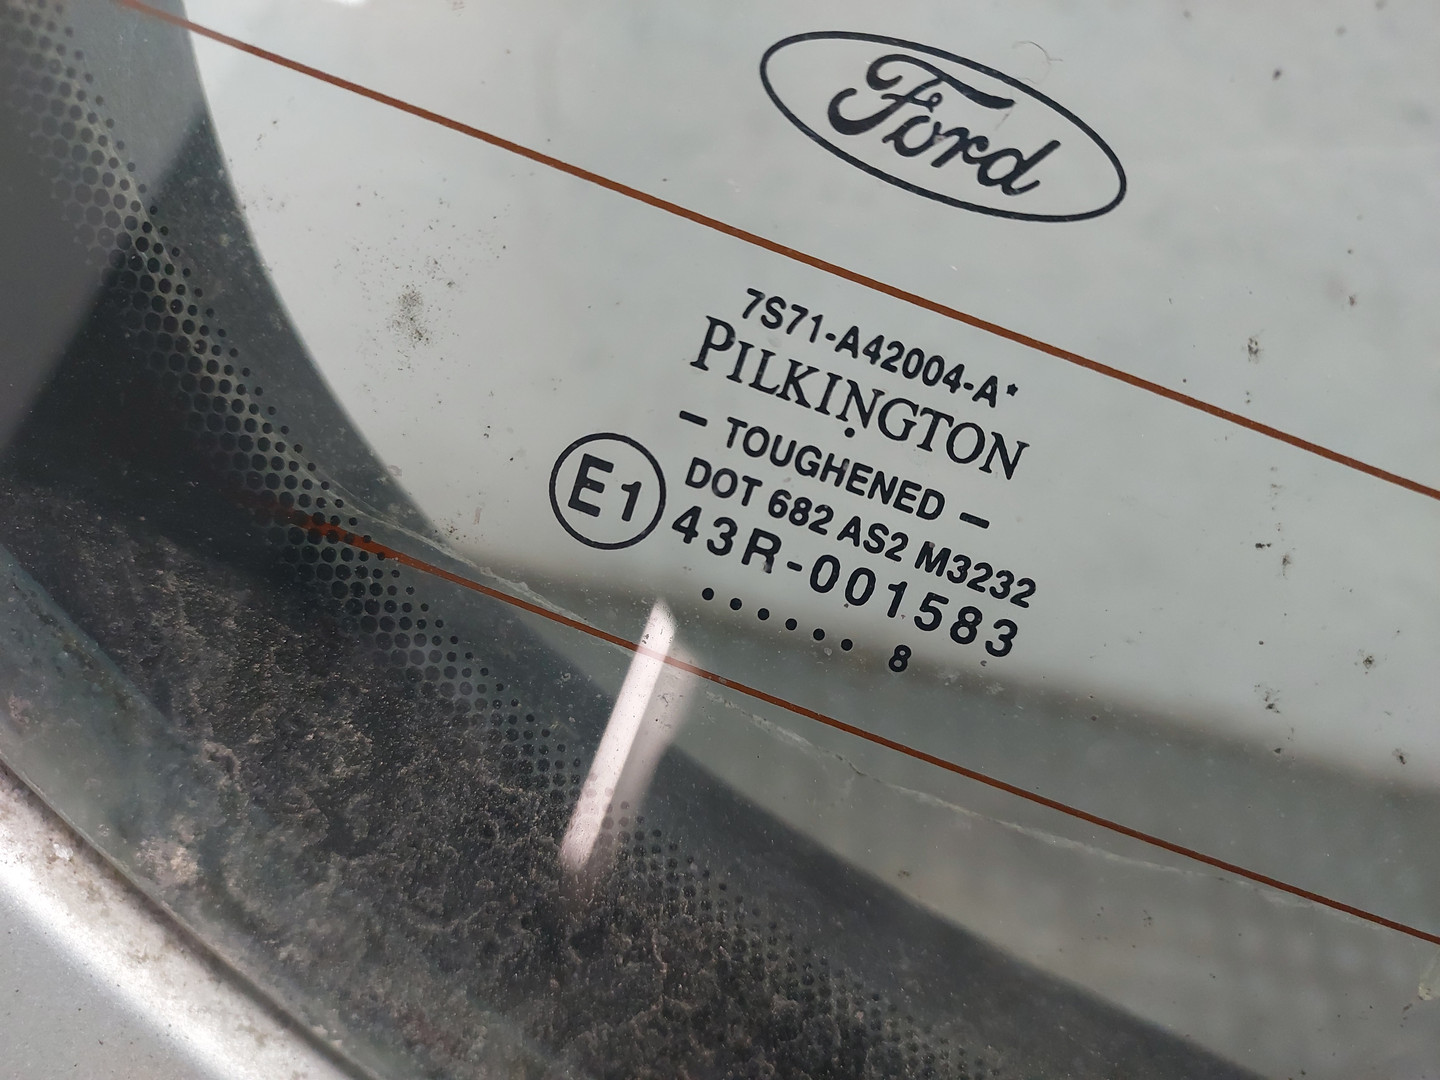 Ford
7S71-A42004-A*
PILKINGTON
- TOUGHENED -
DOT 682 AS2 M3232
E1
43R-001583
...... 8